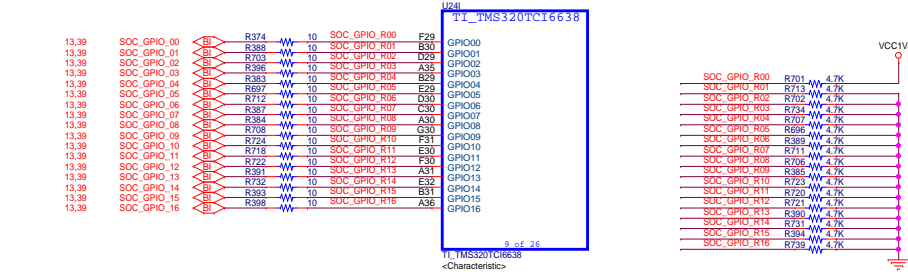 U24I
TI_TMS320TCI6638
13,39 SOC_GPIO_00 BI R374 10 SOC_GPIO_R00 F29 GPIO00
13,39 SOC_GPIO_01 BI R388 10 SOC_GPIO_R01 B30 GPIO01
13,39 SOC_GPIO_02 BI R703 10 SOC_GPIO_R02 D29 GPIO02
13,39 SOC_GPIO_03 BI R396 10 SOC_GPIO_R03 A35 GPIO03
13,39 SOC_GPIO_04 BI R383 10 SOC_GPIO_R04 B29 GPIO04
13,39 SOC_GPIO_05 BI R697 10 SOC_GPIO_R05 E29 GPIO05
13,39 SOC_GPIO_06 BI R712 10 SOC_GPIO_R06 D30 GPIO06
13,39 SOC_GPIO_07 BI R387 10 SOC_GPIO_R07 C30 GPIO07
13,39 SOC_GPIO_08 BI R384 10 SOC_GPIO_R08 A30 GPIO08
13,39 SOC_GPIO_09 BI R708 10 SOC_GPIO_R09 G30 GPIO09
13,39 SOC_GPIO_10 BI R724 10 SOC_GPIO_R10 F31 GPIO10
13,39 SOC_GPIO_11 BI R718 10 SOC_GPIO_R11 E30 GPIO11
13,39 SOC_GPIO_12 BI R722 10 SOC_GPIO_R12 F30 GPIO12
13,39 SOC_GPIO_13 BI R391 10 SOC_GPIO_R13 A31 GPIO13
13,39 SOC_GPIO_14 BI R732 10 SOC_GPIO_R14 E32 GPIO14
13,39 SOC_GPIO_15 BI R393 10 SOC_GPIO_R15 B31 GPIO15
13,39 SOC_GPIO_16 BI R398 10 SOC_GPIO_R16 A36 GPIO16
9 of 26
TI_TMS320TCI6638
<Characteristic>
VCC1V
SOC_GPIO_R00 R701 4.7K
SOC_GPIO_R01 R713 4.7K
SOC_GPIO_R02 R702 4.7K
SOC_GPIO_R03 R734 4.7K
SOC_GPIO_R04 R707 4.7K
SOC_GPIO_R05 R696 4.7K
SOC_GPIO_R06 R389 4.7K
SOC_GPIO_R07 R711 4.7K
SOC_GPIO_R08 R706 4.7K
SOC_GPIO_R09 R385 4.7K
SOC_GPIO_R10 R723 4.7K
SOC_GPIO_R11 R720 4.7K
SOC_GPIO_R12 R721 4.7K
SOC_GPIO_R13 R390 4.7K
SOC_GPIO_R14 R731 4.7K
SOC_GPIO_R15 R394 4.7K
SOC_GPIO_R16 R739 4.7K